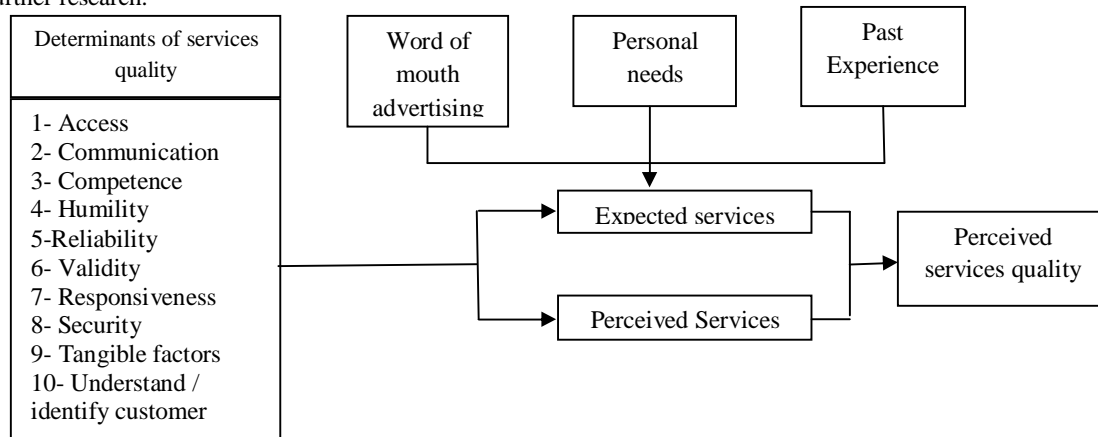 further research.
Determinants of services
quality
1- Access
2- Communication
3- Competence
4- Humility
5-Reliability
6- Validity
7- Responsiveness
8- Security
9- Tangible factors
10- Understand /
identify customer
Word of
mouth
advertising
Personal
needs
Past
Experience
Expected services
Perceived Services
Perceived
services quality